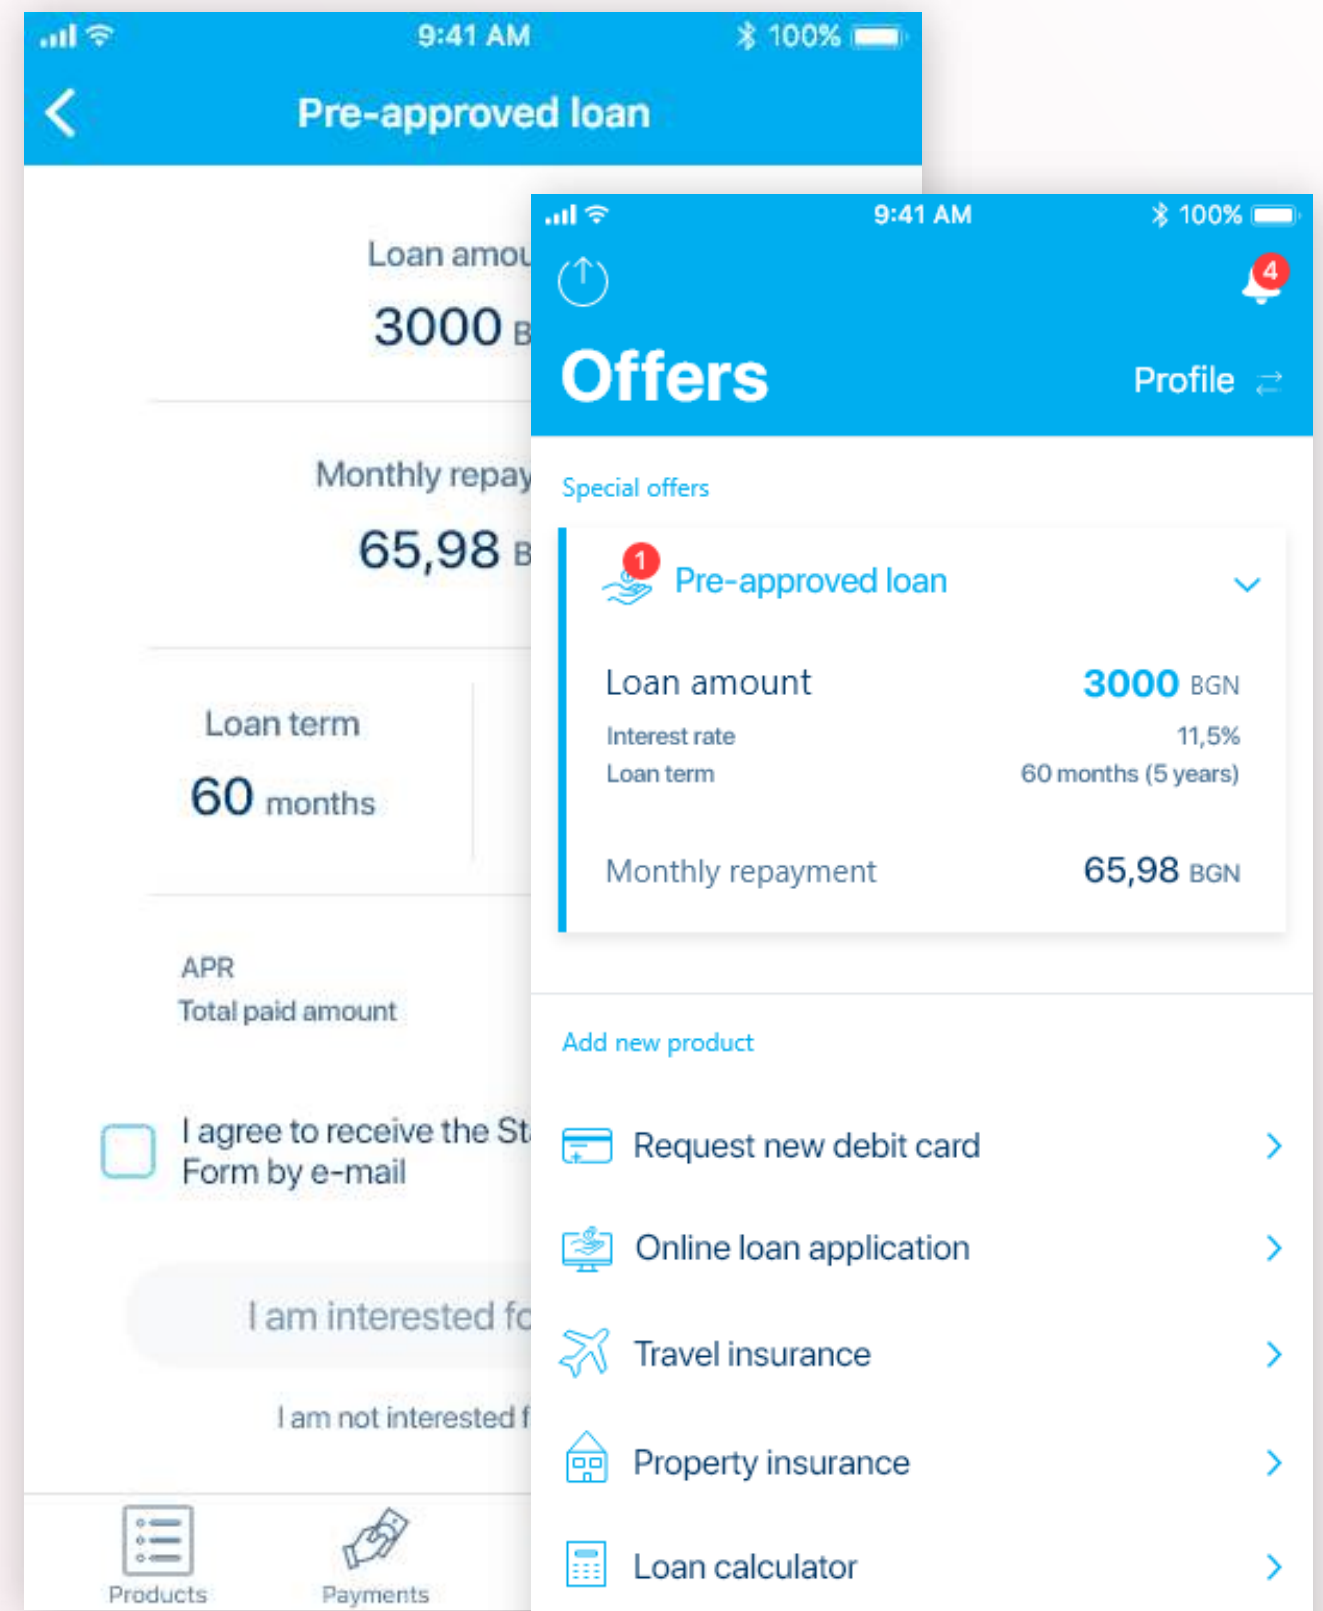 9:41 AM
100%
Pre-approved loan
Loan amou
3000 B
Monthly repay
65,98 B
Loan term
60 months
APR
Total paid amount
I agree to receive the St
Form by e-mail
I am interested fo
I am not interested f
Products
Payments
9:41 AM
100%
4
Offers
Profile
Special offers
1
Pre-approved loan
Loan amount
3000 BGN
Interest rate
11,5%
Loan term
60 months (5 years)
Monthly repayment
65,98 BGN
Add new product
Request new debit card
Online loan application
Travel insurance
Property insurance
Loan calculator